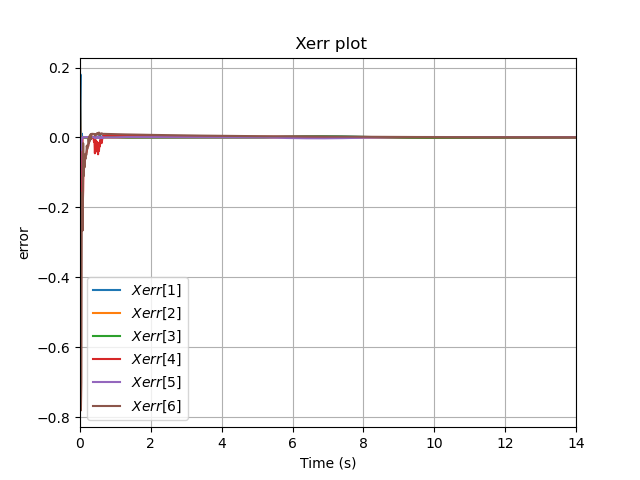 Xerr plot
0.2
0.0
−0.2
−0.4
−0.6
−0.8
error
Xerr[1]
Xerr[2]
Xerr[3]
Xerr[4]
Xerr[5]
Xerr[6]
0 2 4 6 8 10 12 14
Time (s)